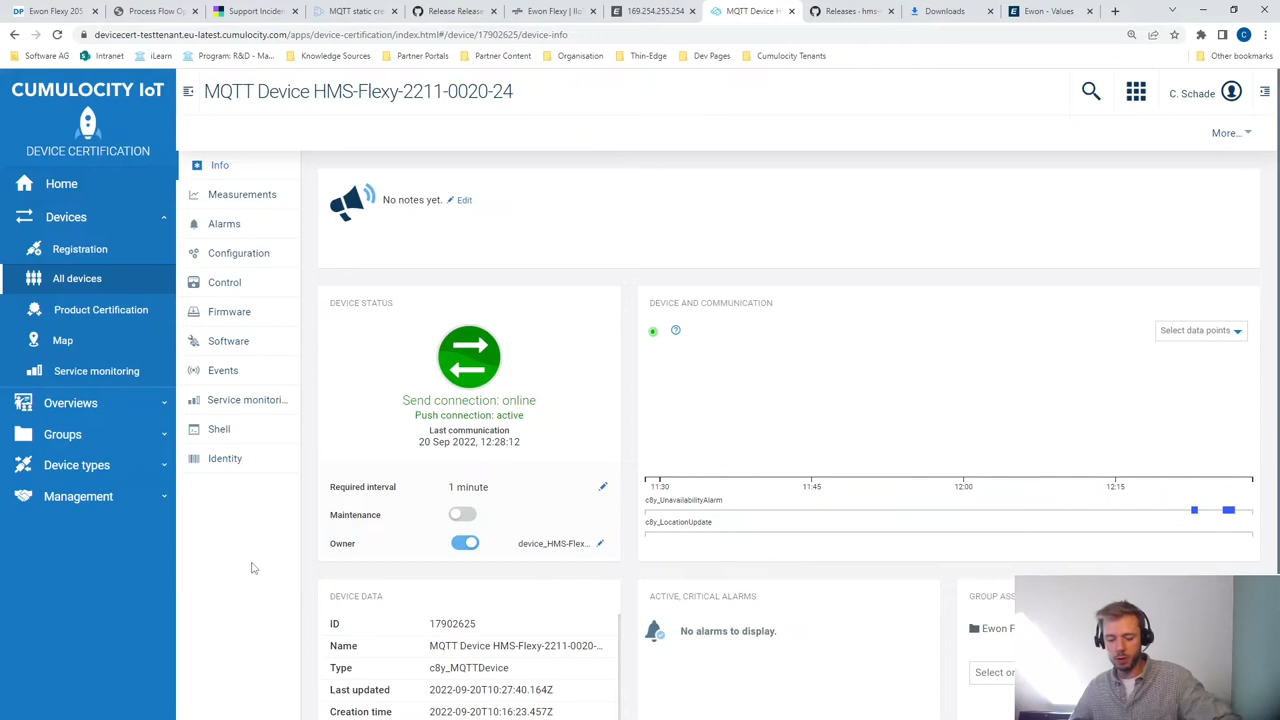 Ewon 205
Process Flow Op
Support Inciden
MQTT static cre
Release Release
Ewon Flexy | Ilo
169.254.255.254
MQTT Device H
Releases · hms-
Downloads
Ewon - Values
devicecert-testtenant.eu-latest.cumulocity.com/apps/device-certification/index.html#/device/17902625/device-info
Software AG
Intranet
iLearn
Program: R&D - Ma...
Knowledge Sources
Partner Portals
Partner Content
Organisation
Thin-Edge
Dev Pages
Cumulocity Tenants
Other bookmarks
CUMULOCITY IoT
DEVICE CERTIFICATION
MQTT Device HMS-Flexy-2211-0020-24
C. Schade
More...
Home
Devices
Registration
All devices
Product Certification
Map
Service monitoring
Overviews
Groups
Device types
Management
Info
Measurements
Alarms
Configuration
Control
Firmware
Software
Events
Service monitori...
Shell
Identity
No notes yet. Edit
DEVICE STATUS
Send connection: online
Push connection: active
Last communication
20 Sep 2022, 12:28:12
Required interval 1 minute
Maintenance
Owner device_HMS-Flex...
DEVICE AND COMMUNICATION
Select data points
11:30 11:45 12:00 12:15
c8y_UnavailabilityAlarm
c8y_LocationUpdate
DEVICE DATA
ID 17902625
Name MQTT Device HMS-Flexy-2211-0020-...
Type c8y_MQTTDevice
Last updated 2022-09-20T10:27:40.164Z
Creation time 2022-09-20T10:16:23.457Z
ACTIVE, CRITICAL ALARMS
No alarms to display.
GROUP ASS
Ewon F
Select or